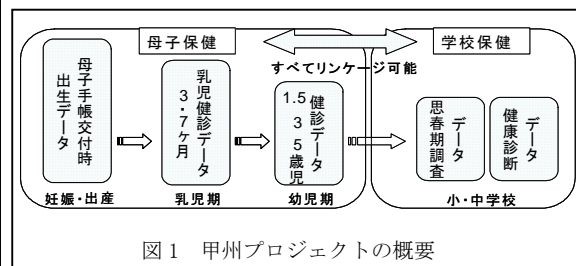 母子保健
学校保健
すべてリンケージ可能
母子手帳交付時
出生データ
乳児健診データ
3・7ヶ月
健診データ
1.5
3
5歳児
思春期調査
データ
健康診断
データ
妊娠・出産
乳児期
幼児期
小・中学校
図1 甲州プロジェクトの概要